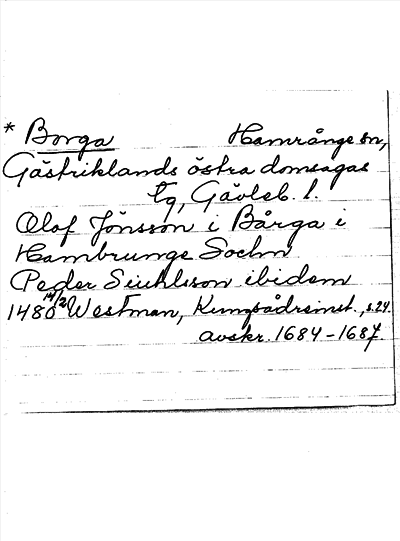 * Borga Hamrånge sn,
Gästriklands östra domsagas
tg, Gävleb. l.
Olof Jönsson i Bårga i
Hambrunge Sochn
Peder Siuhlsson ibidem
1480 14/2 Westman, Kungsådreinst., s. 24.
avskr. 1684-1687.